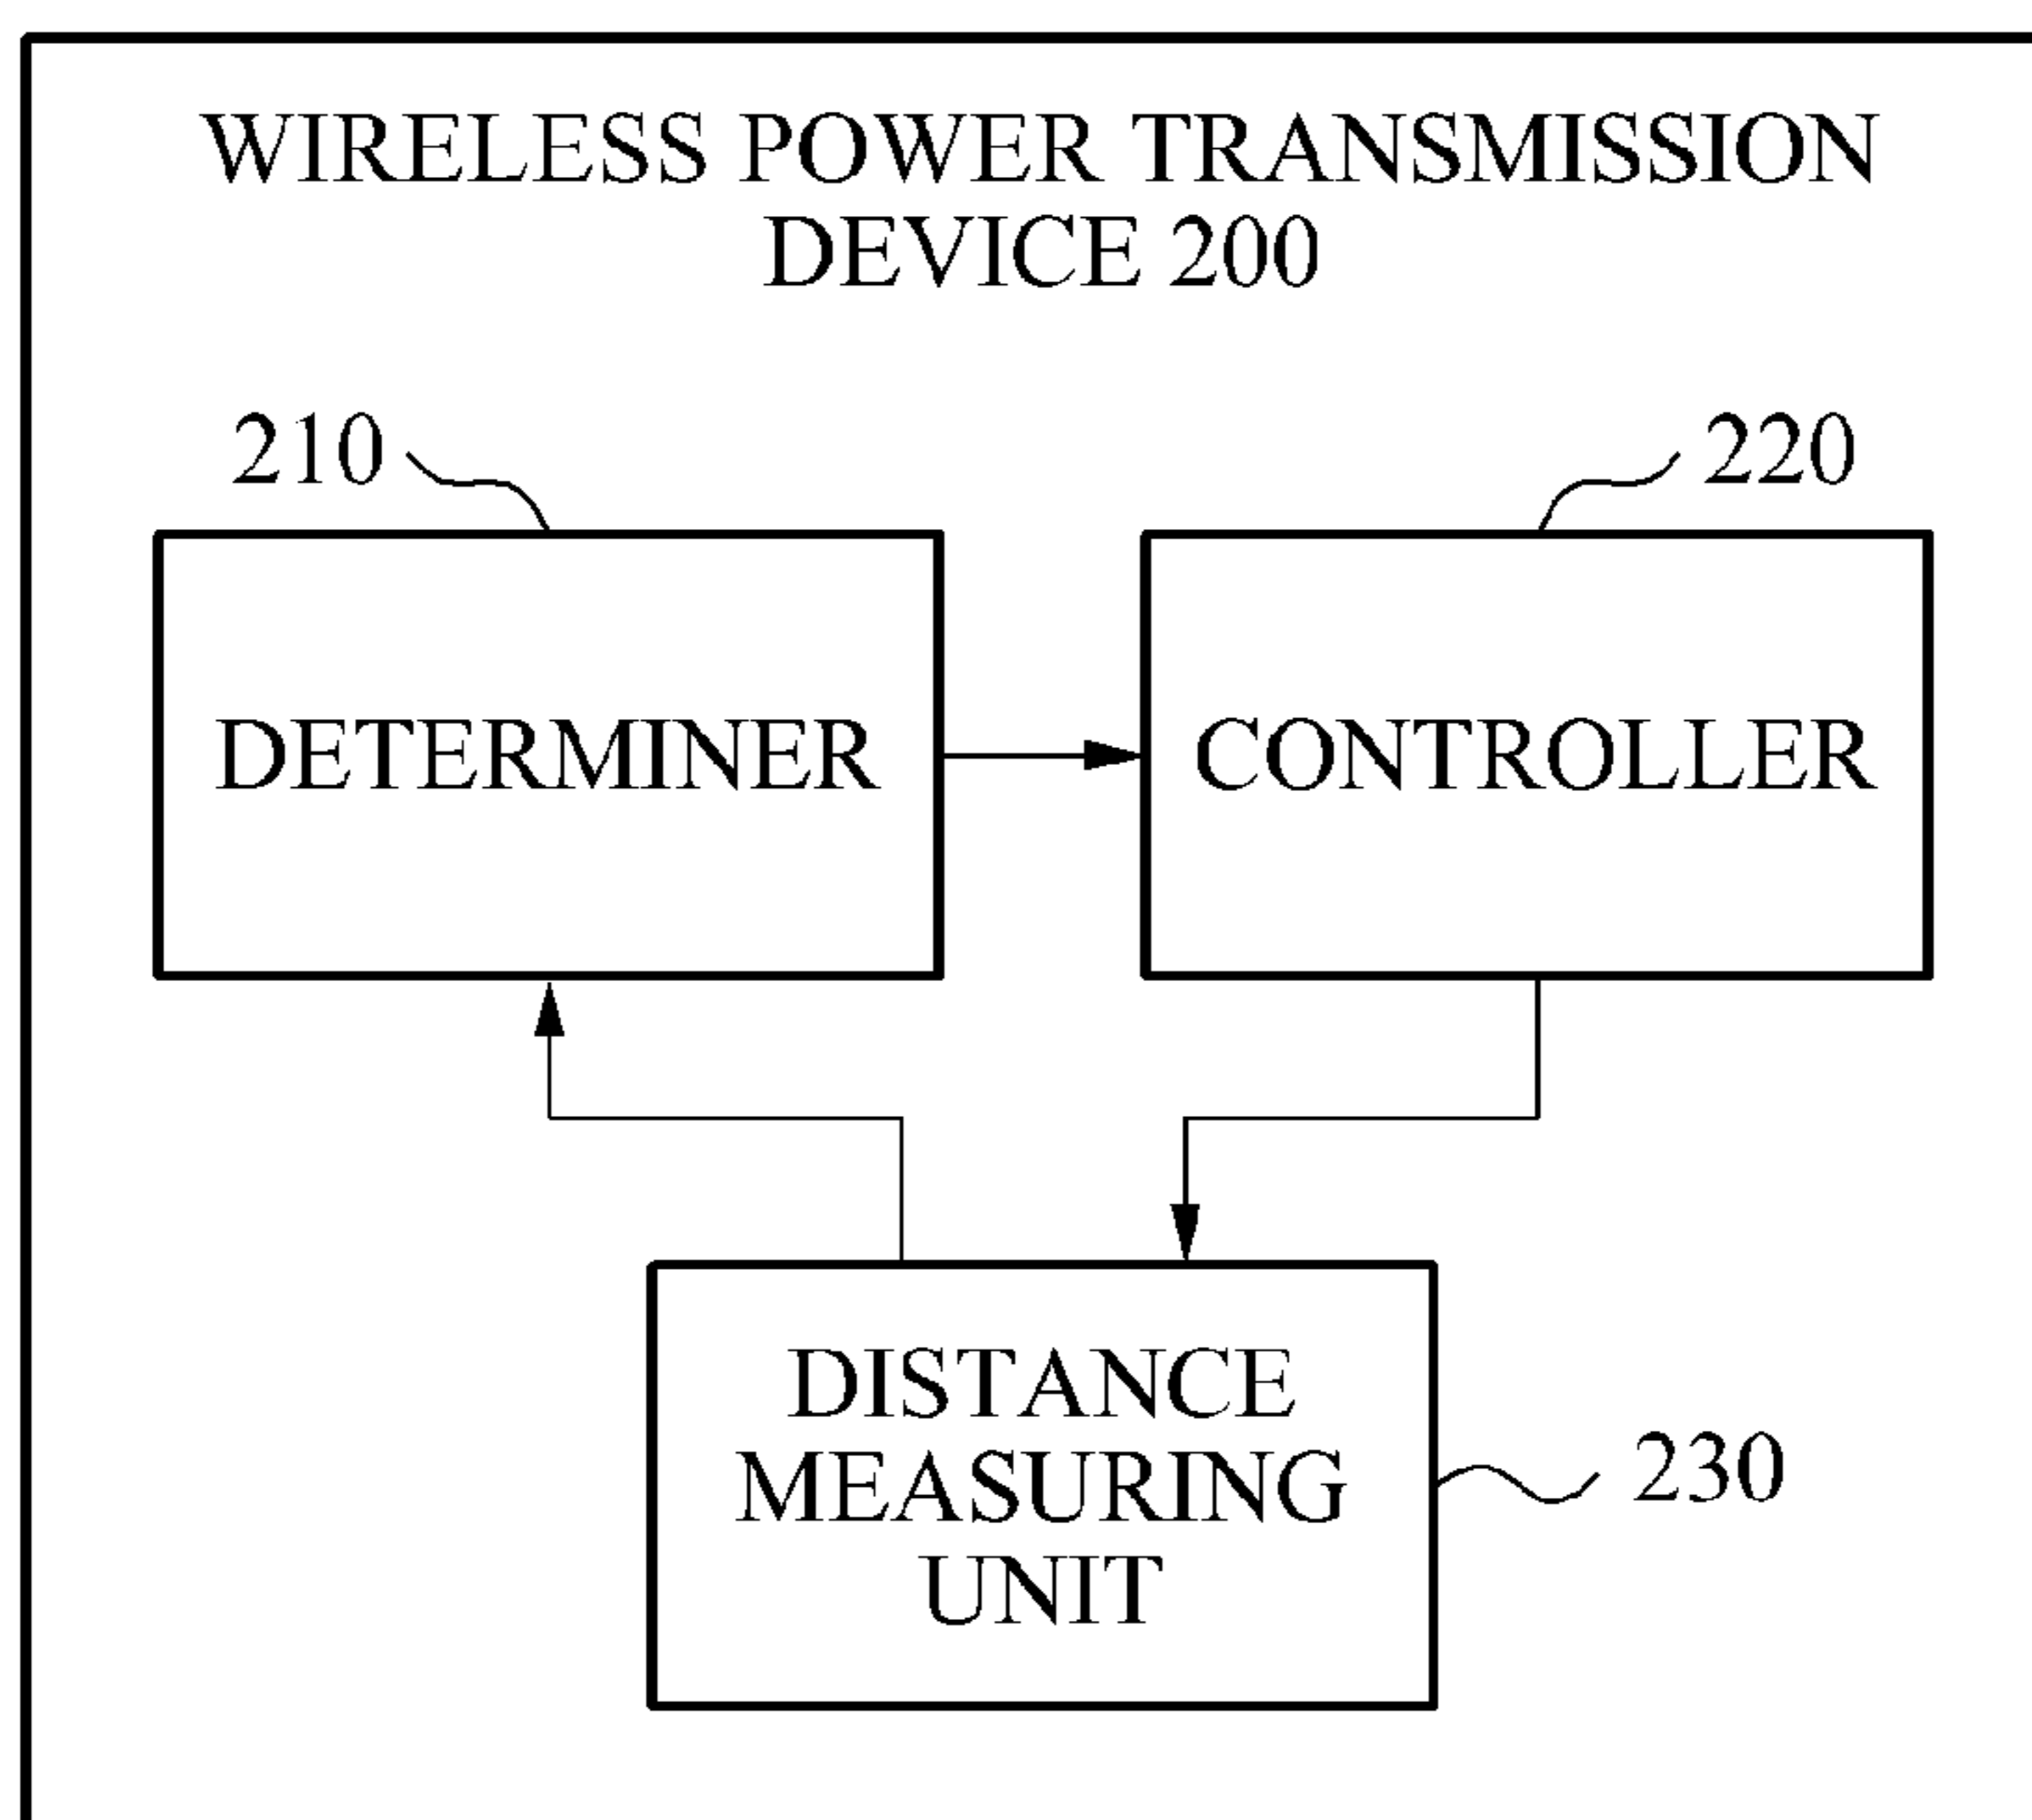 WIRELESS POWER TRANSMISSION
DEVICE 200
210
220
DETERMINER
CONTROLLER
DISTANCE
MEASURING
UNIT
230